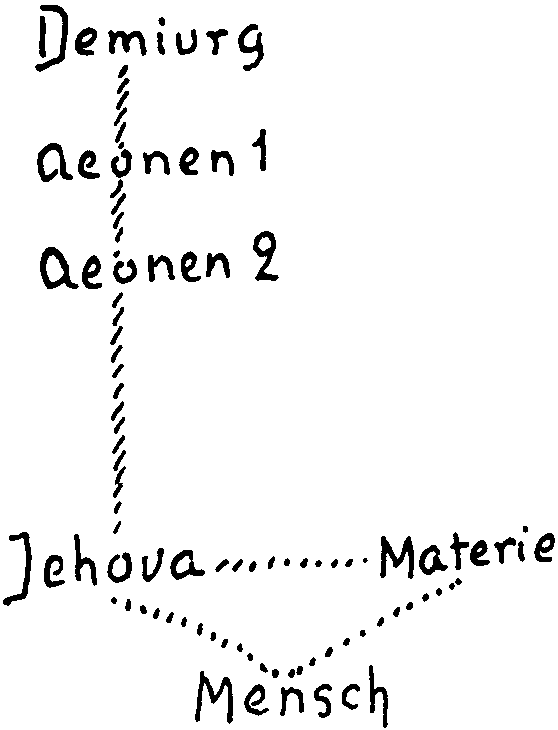 Demiurg
Aeonen 1
Aeonen 2
Jehova Materie
Mensch